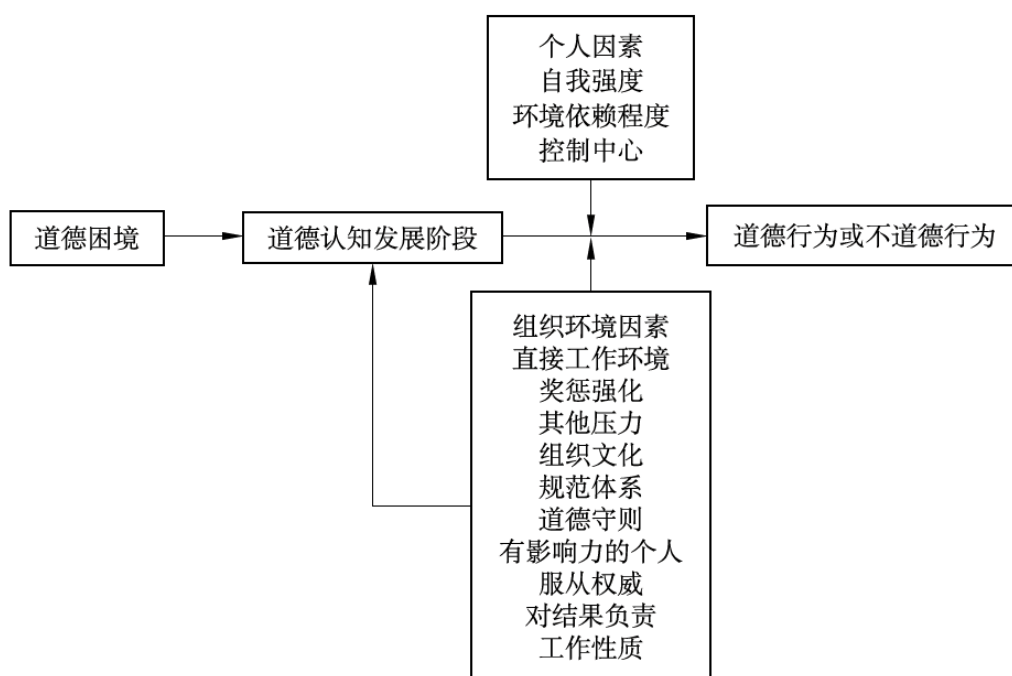 个人因素
自我强度
环境依赖程度
控制中心
道德困境
道德认知发展阶段
道德行为或不道德行为
组织环境因素
直接工作环境
奖惩强化
其他压力
组织文化
规范体系
道德守则
有影响力的个人
服从权威
对结果负责
工作性质